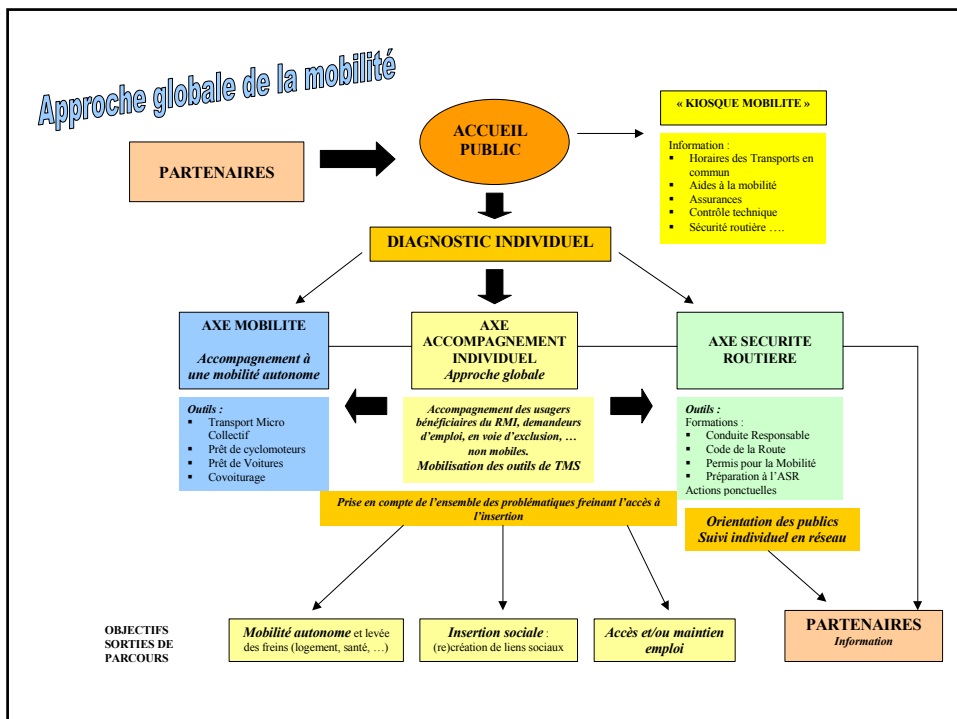 Approche globale de la mobilité
PARTENAIRES
ACCUEIL
PUBLIC
« KIOSQUE MOBILITE »
Information :
▪ Horaires des Transports en
commun
▪ Aides à la mobilité
▪ Assurances
▪ Contrôle technique
▪ Sécurité routière ….
DIAGNOSTIC INDIVIDUEL
AXE MOBILITE
Accompagnement à
une mobilité autonome
Outils :
▪ Transport Micro
Collectif
▪ Prêt de cyclomoteurs
▪ Prêt de Voitures
▪ Covoiturage
AXE
ACCOMPAGNEMENT
INDIVIDUEL
Approche globale
Accompagnement des usagers
bénéficiaires du RMI, demandeurs
d’emploi, en voie d’exclusion, …
non mobiles.
Mobilisation des outils de TMS
AXE SECURITE
ROUTIERE
Outils :
Formations :
▪ Conduite Responsable
▪ Code de la Route
▪ Permis pour la Mobilité
▪ Préparation à l’ASR
Actions ponctuelles
Prise en compte de l’ensemble des problématiques freinant l’accès à
l’insertion
Orientation des publics
Suivi individuel en réseau
OBJECTIFS
SORTIES DE
PARCOURS
Mobilité autonome et levée
des freins (logement, santé, …)
Insertion sociale :
(re)création de liens sociaux
Accès et/ou maintien
emploi
PARTENAIRES
Information